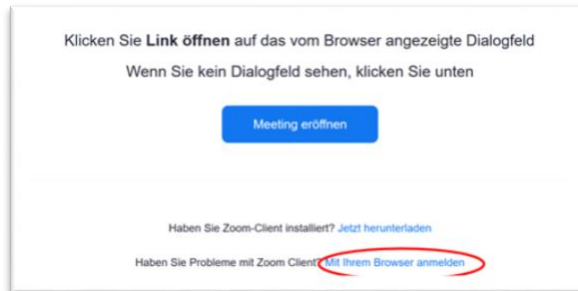 Klicken Sie Link öffnen auf das vom Browser angezeigte Dialogfeld
Wenn Sie kein Dialogfeld sehen, klicken Sie unten
Meeting eröffnen
Haben Sie Zoom-Client installiert? Jetzt herunterladen
Haben Sie Probleme mit Zoom Client? Mit Ihrem Browser anmelden